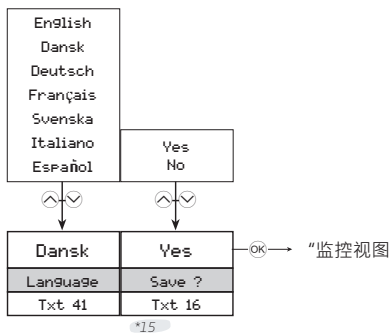 English
Dansk
Deutsch
Français
Svenska
Italiano
Español
Yes
No
Dansk
Yes
OK
"监控视图
Language
Save ?
Txt 41
Txt 16
*15